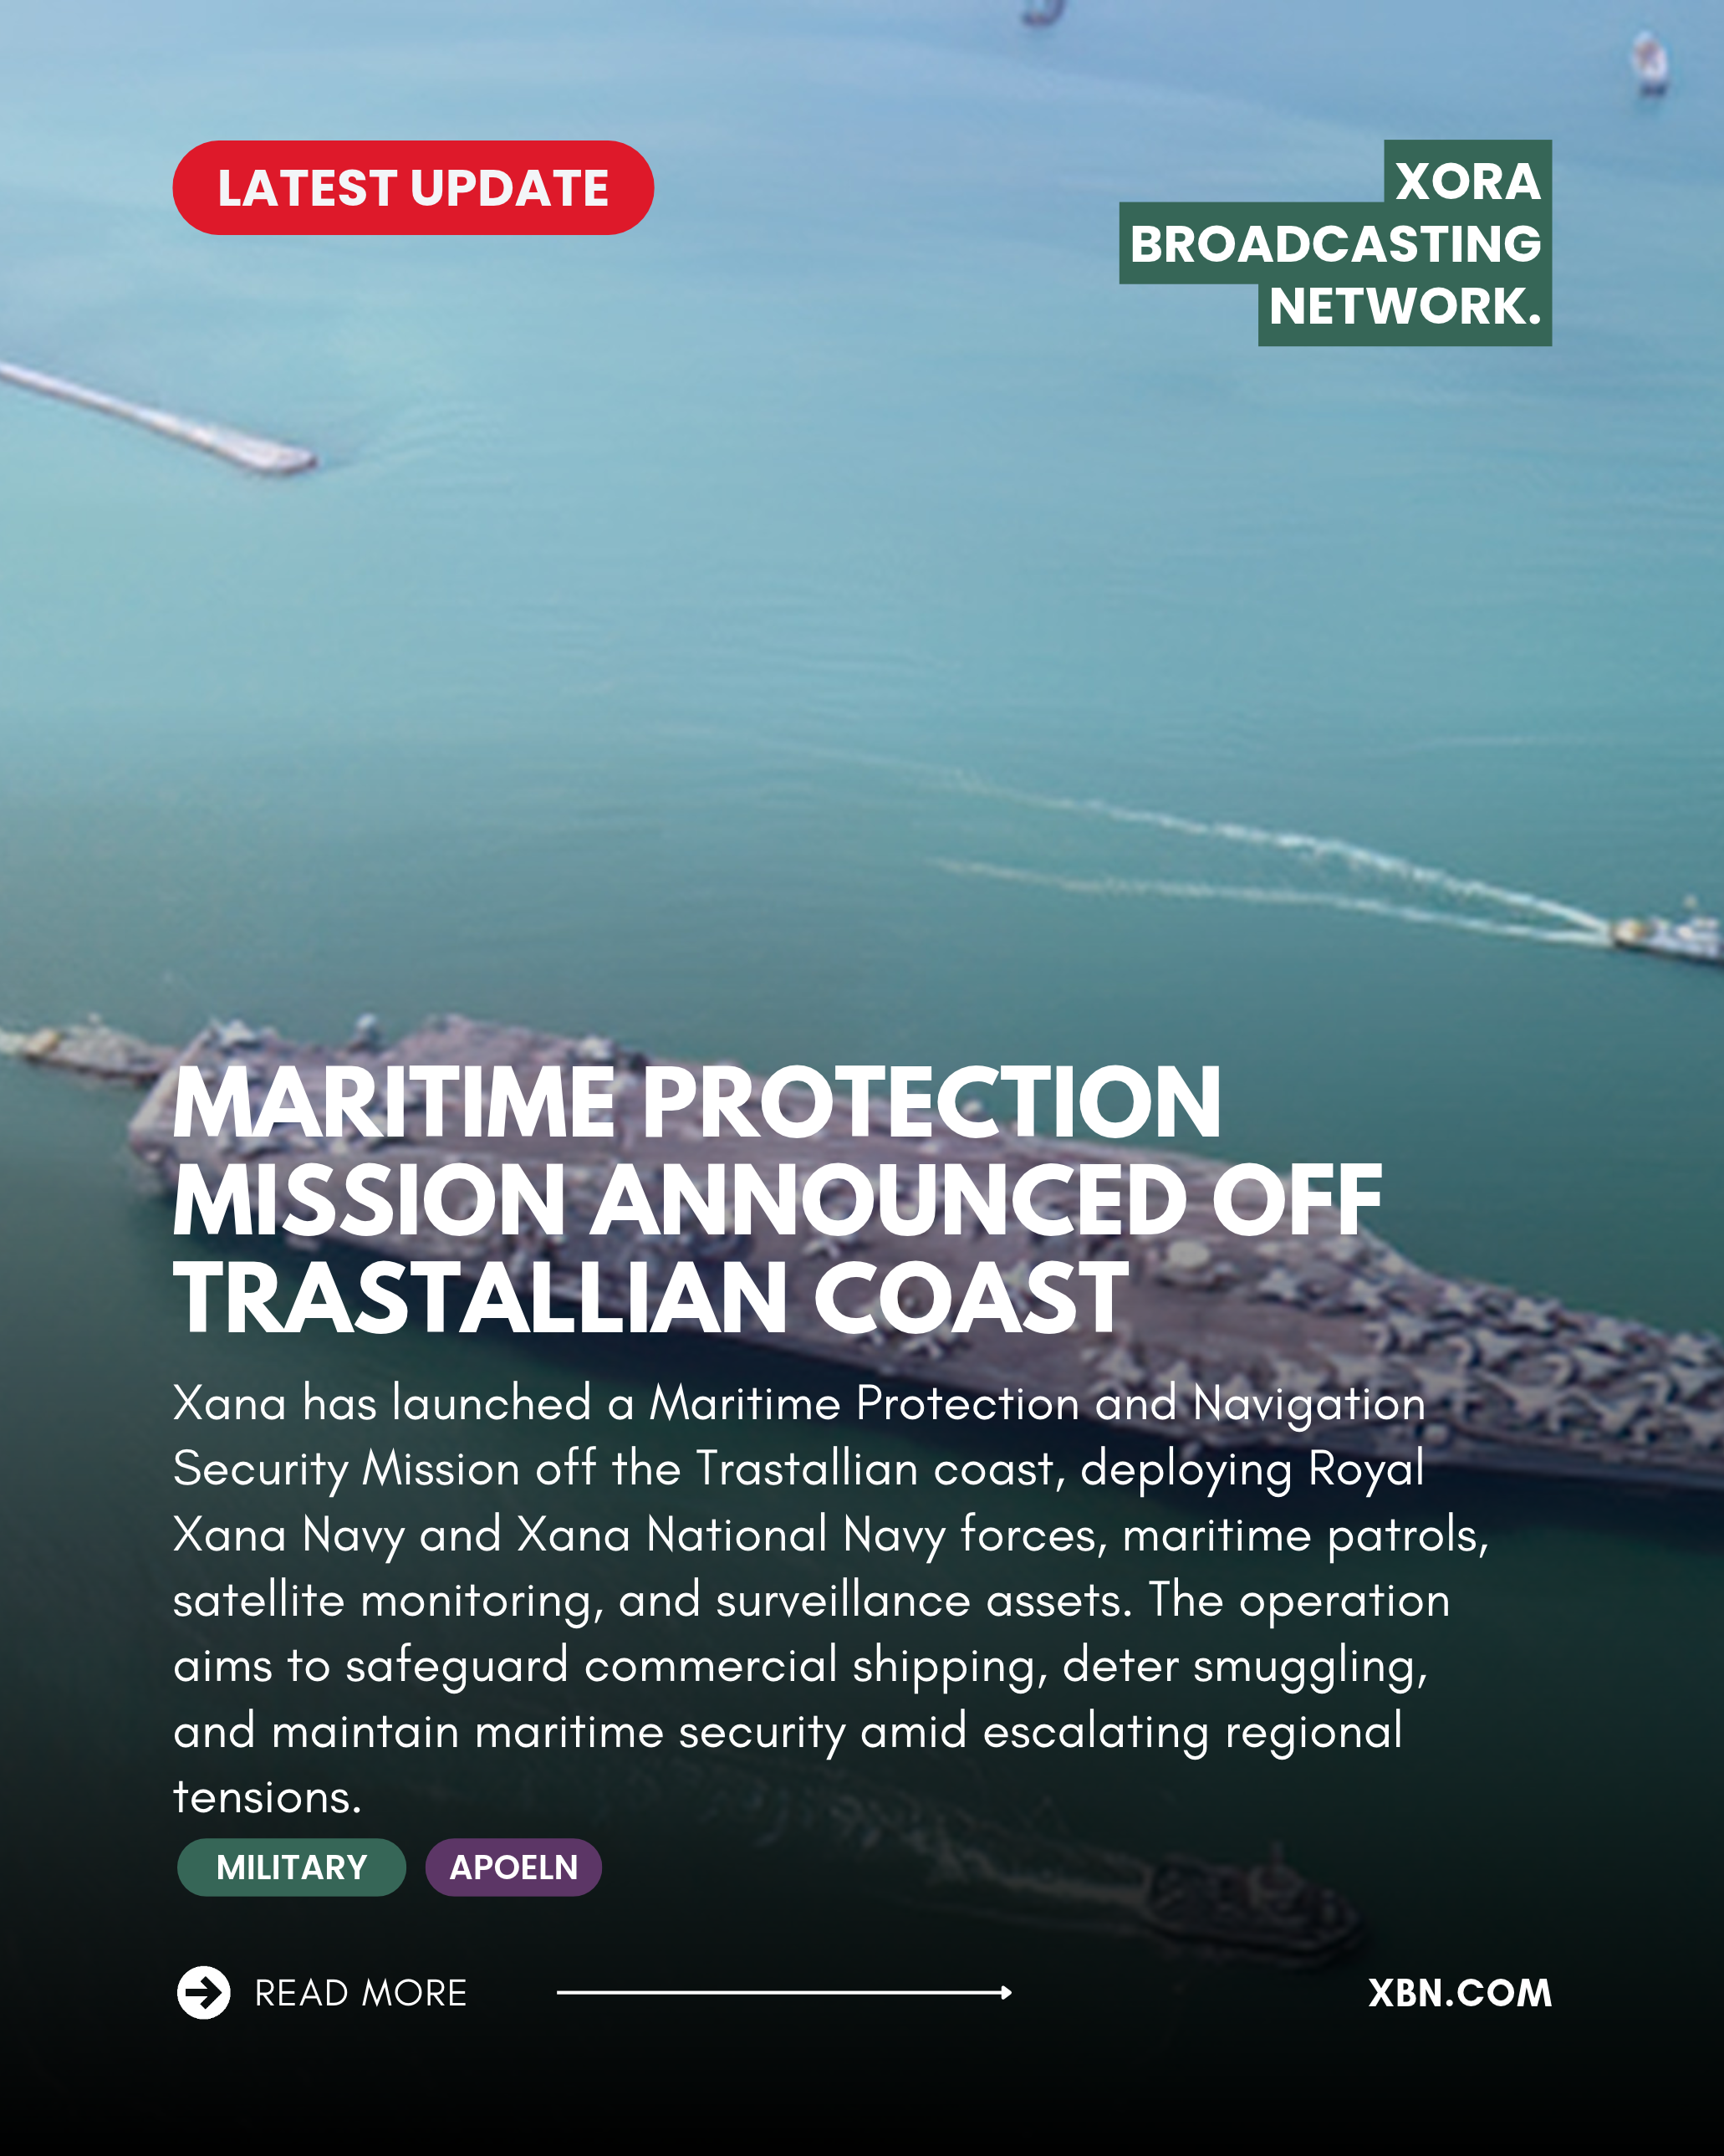 LATEST UPDATE
XORA
BROADCASTING
NETWORK.
MARITIME PROTECTION
MISSION ANNOUNCED OFF
TRASTALLIAN COAST
Xana has launched a Maritime Protection and Navigation
Security Mission off the Trastallian coast, deploying Royal
Xana Navy and Xana National Navy forces, maritime patrols,
satellite monitoring, and surveillance assets. The operation
aims to safeguard commercial shipping, deter smuggling,
and maintain maritime security amid escalating regional
tensions.
MILITARY
APOELN
READ MORE
XBN.COM